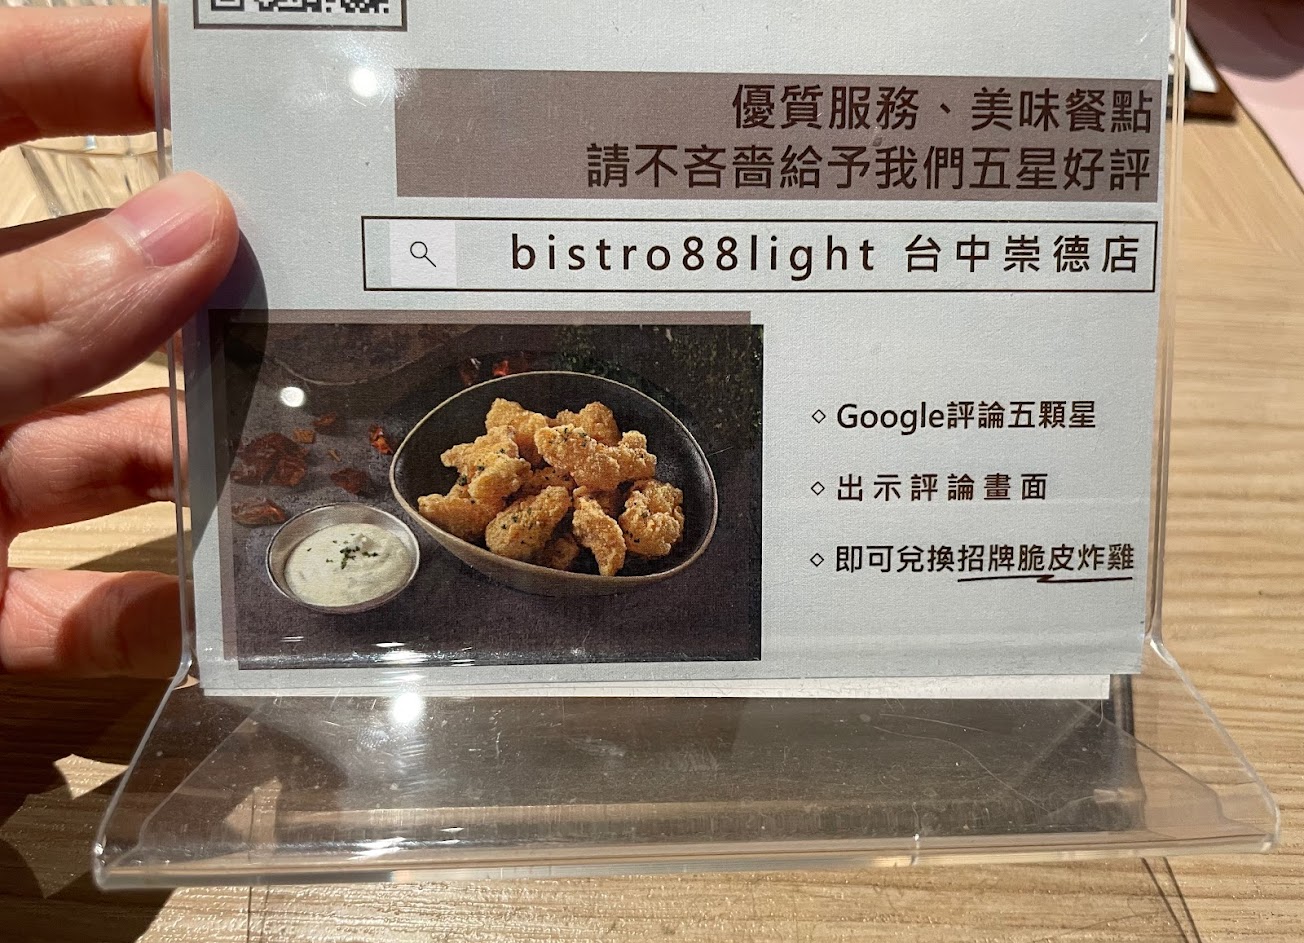 優質服務、美味餐點
請不吝嗇給予我們五星好評
bistro88light 台中崇德店
◇ Google評論五顆星
◇ 出示評論畫面
◇ 即可兌換招牌脆皮炸雞